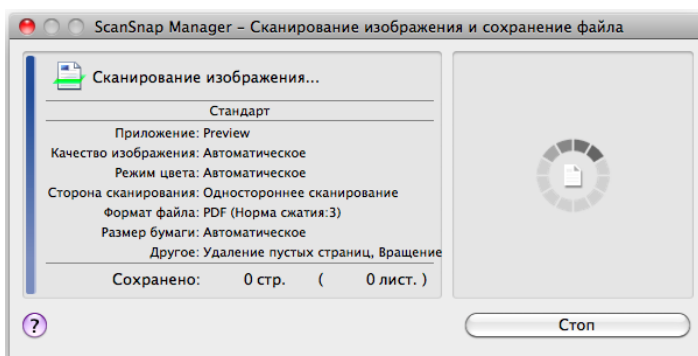 ScanSnap Manager – Сканирование изображения и сохранение файла
Сканирование изображения...
Стандарт
Приложение: Preview
Качество изображения: Автоматическое
Режим цвета: Автоматическое
Сторона сканирования: Одностороннее сканирование
Формат файла: PDF (Норма сжатия:3)
Размер бумаги: Автоматическое
Другое: Удаление пустых страниц, Вращение
Сохранено: 0 стр. ( 0 лист. )
?
Стоп